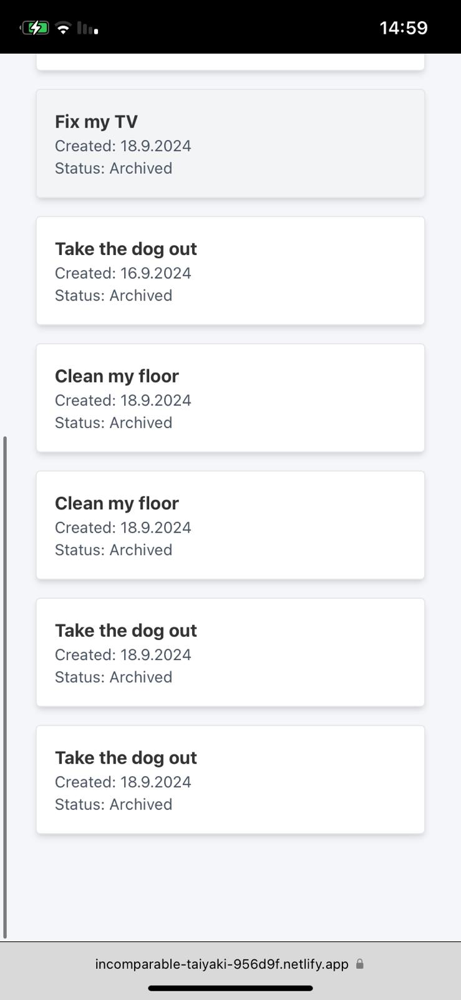 14:59
Fix my TV
Created: 18.9.2024
Status: Archived
Take the dog out
Created: 16.9.2024
Status: Archived
Clean my floor
Created: 18.9.2024
Status: Archived
Clean my floor
Created: 18.9.2024
Status: Archived
Take the dog out
Created: 18.9.2024
Status: Archived
Take the dog out
Created: 18.9.2024
Status: Archived
incomparable-taiyaki-956d9f.netlify.app